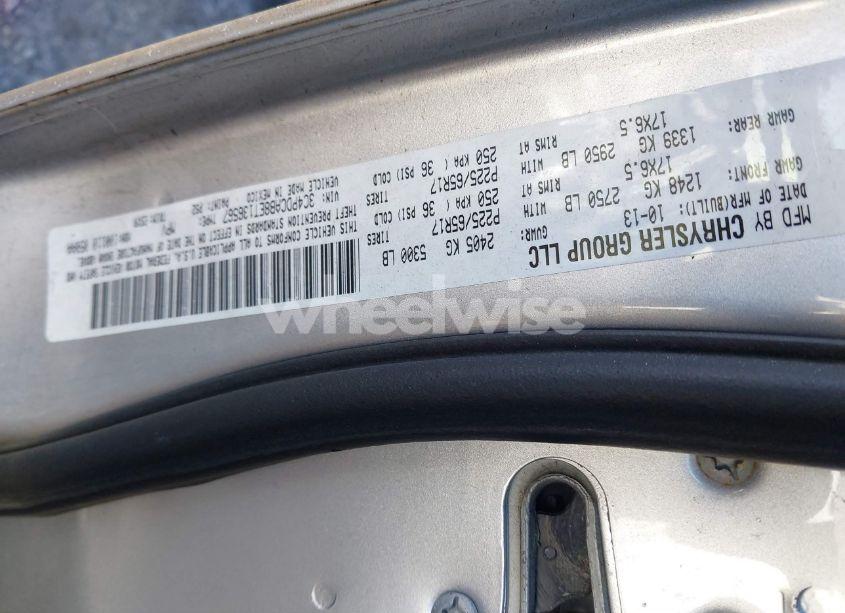 MFD BY CHRYSLER GROUP LLC
DATE OF MFR(BUILT): 10-13 GVWR: 2405 KG 5300 LB
GAWR FRONT: 1248 KG 2750 LB WITH P225/65R17 TIRES
17X6.5 RIMS AT 250 KPA ( 36 PSI) COLD
GAWR REAR: 1339 KG 2950 LB WITH P225/65R17 TIRES
17X6.5 RIMS AT 250 KPA ( 36 PSI) COLD
THIS VEHICLE CONFORMS TO ALL APPLICABLE U.S.A. FEDERAL MOTOR VEHICLE SAFETY AND
THEFT PREVENTION STANDARDS IN EFFECT ON THE DATE OF MANUFACTURE SHOWN ABOVE.
VIN: TYPE: MPV
VEHICLE MADE IN MEXICO PAINT: PS2
wheelwise